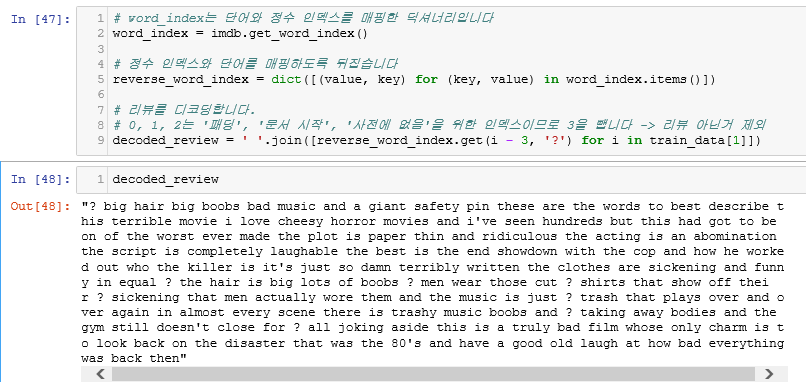 In [47]:
1 # word_index는 단어와 정수 인덱스를 매핑한 딕셔너리입니다
2 word_index = imdb.get_word_index()
3
4 # 정수 인덱스와 단어를 매핑하도록 뒤집습니다
5 reverse_word_index = dict([(value, key) for (key, value) in word_index.items()])
6
7 # 리뷰를 디코딩합니다.
8 # 0, 1, 2는 '패딩', '문서 시작', '사전에 없음'을 위한 인덱스이므로 3을 뺍니다 -> 리뷰 아닌거 제외
9 decoded_review = ' '.join([reverse_word_index.get(i - 3, '?') for i in train_data[1]])
In [48]:
1 decoded_review
Out[48]:
"? big hair big boobs bad music and a giant safety pin these are the words to best describe t
his terrible movie i love cheesy horror movies and i've seen hundreds but this had got to be
on of the worst ever made the plot is paper thin and ridiculous the acting is an abomination
the script is completely laughable the best is the end showdown with the cop and how he worke
d out who the killer is it's just so damn terribly written the clothes are sickening and funn
y in equal ? the hair is big lots of boobs ? men wear those cut ? shirts that show off thei
r ? sickening that men actually wore them and the music is just ? trash that plays over and o
ver again in almost every scene there is trashy music boobs and ? taking away bodies and the
gym still doesn't close for ? all joking aside this is a truly bad film whose only charm is t
o look back on the disaster that was the 80's and have a good old laugh at how bad everything
was back then"